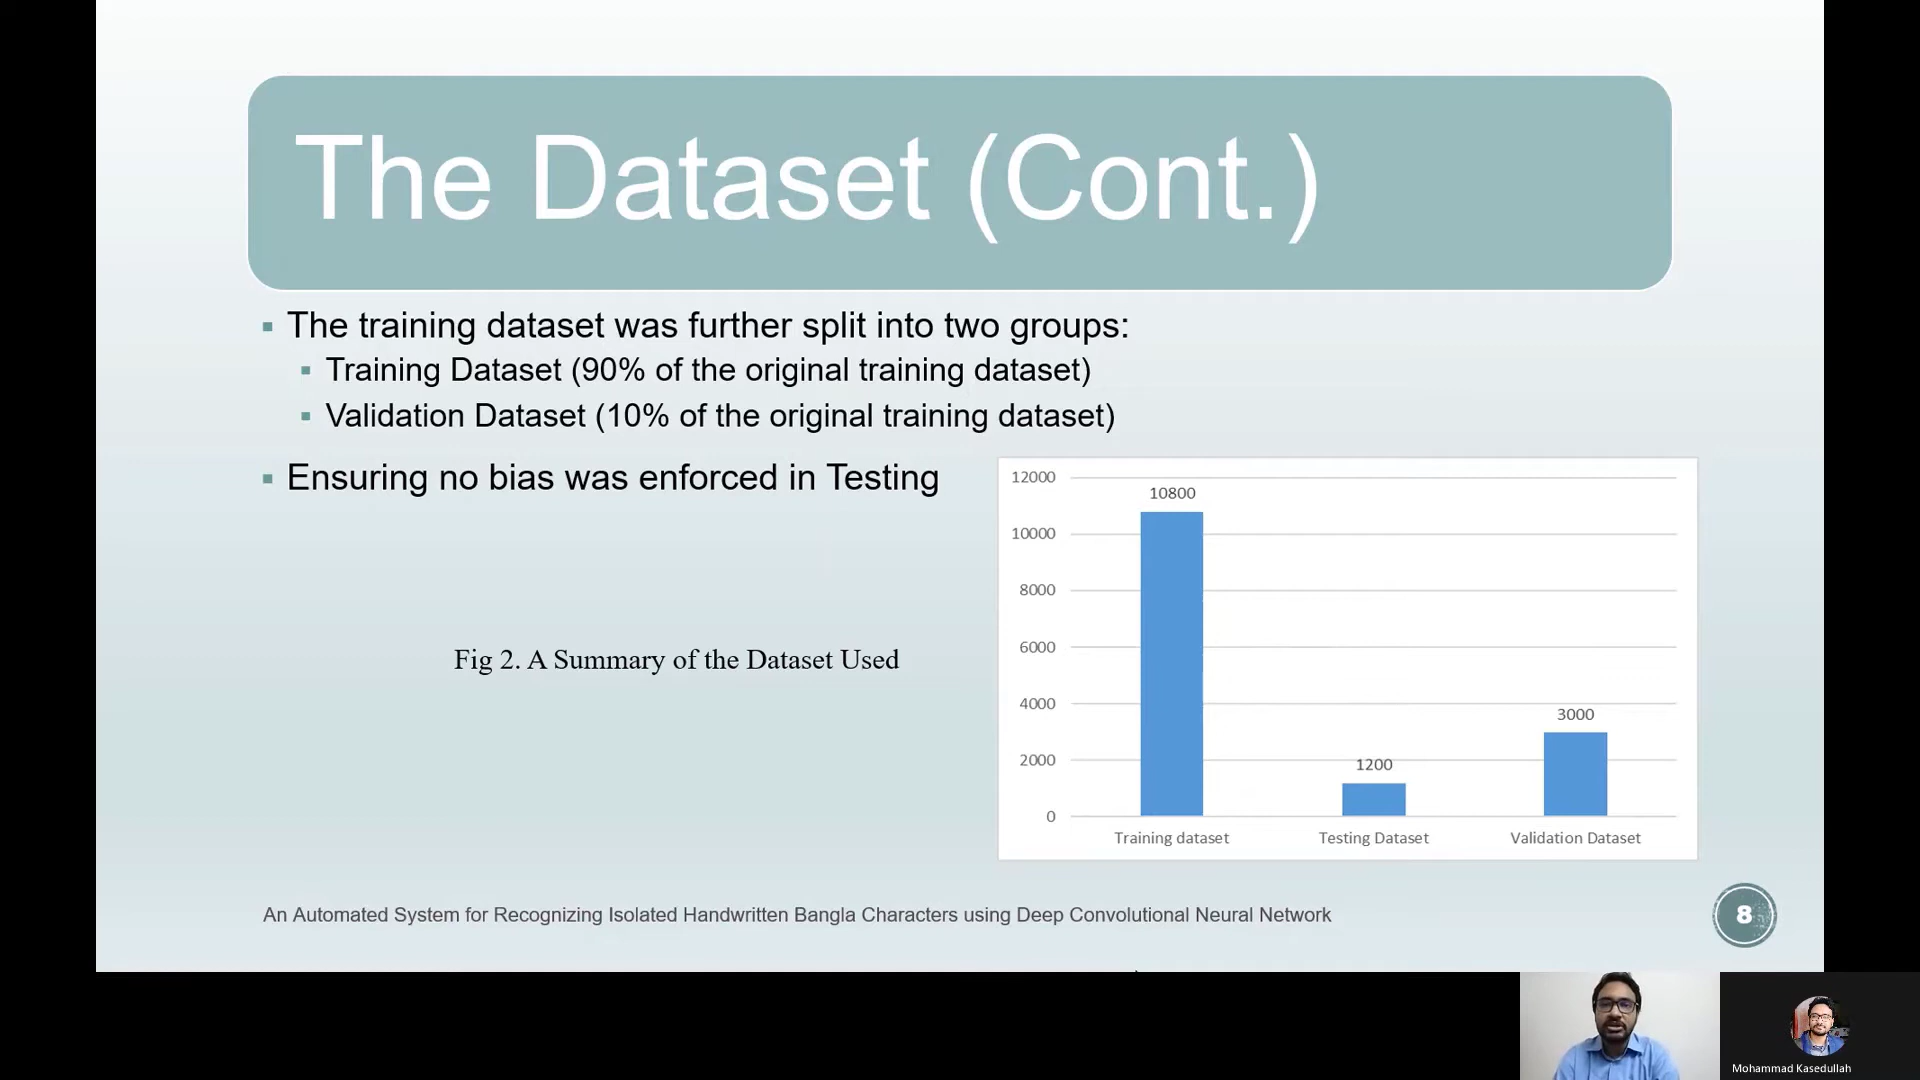 The Dataset (Cont.)
▪ The training dataset was further split into two groups:
▪ Training Dataset (90% of the original training dataset)
▪ Validation Dataset (10% of the original training dataset)
▪ Ensuring no bias was enforced in Testing
Fig 2. A Summary of the Dataset Used
12000
10000
8000
6000
4000
2000
0
10800
1200
3000
Training dataset
Testing Dataset
Validation Dataset
An Automated System for Recognizing Isolated Handwritten Bangla Characters using Deep Convolutional Neural Network
8
Mohammad Kasedullah